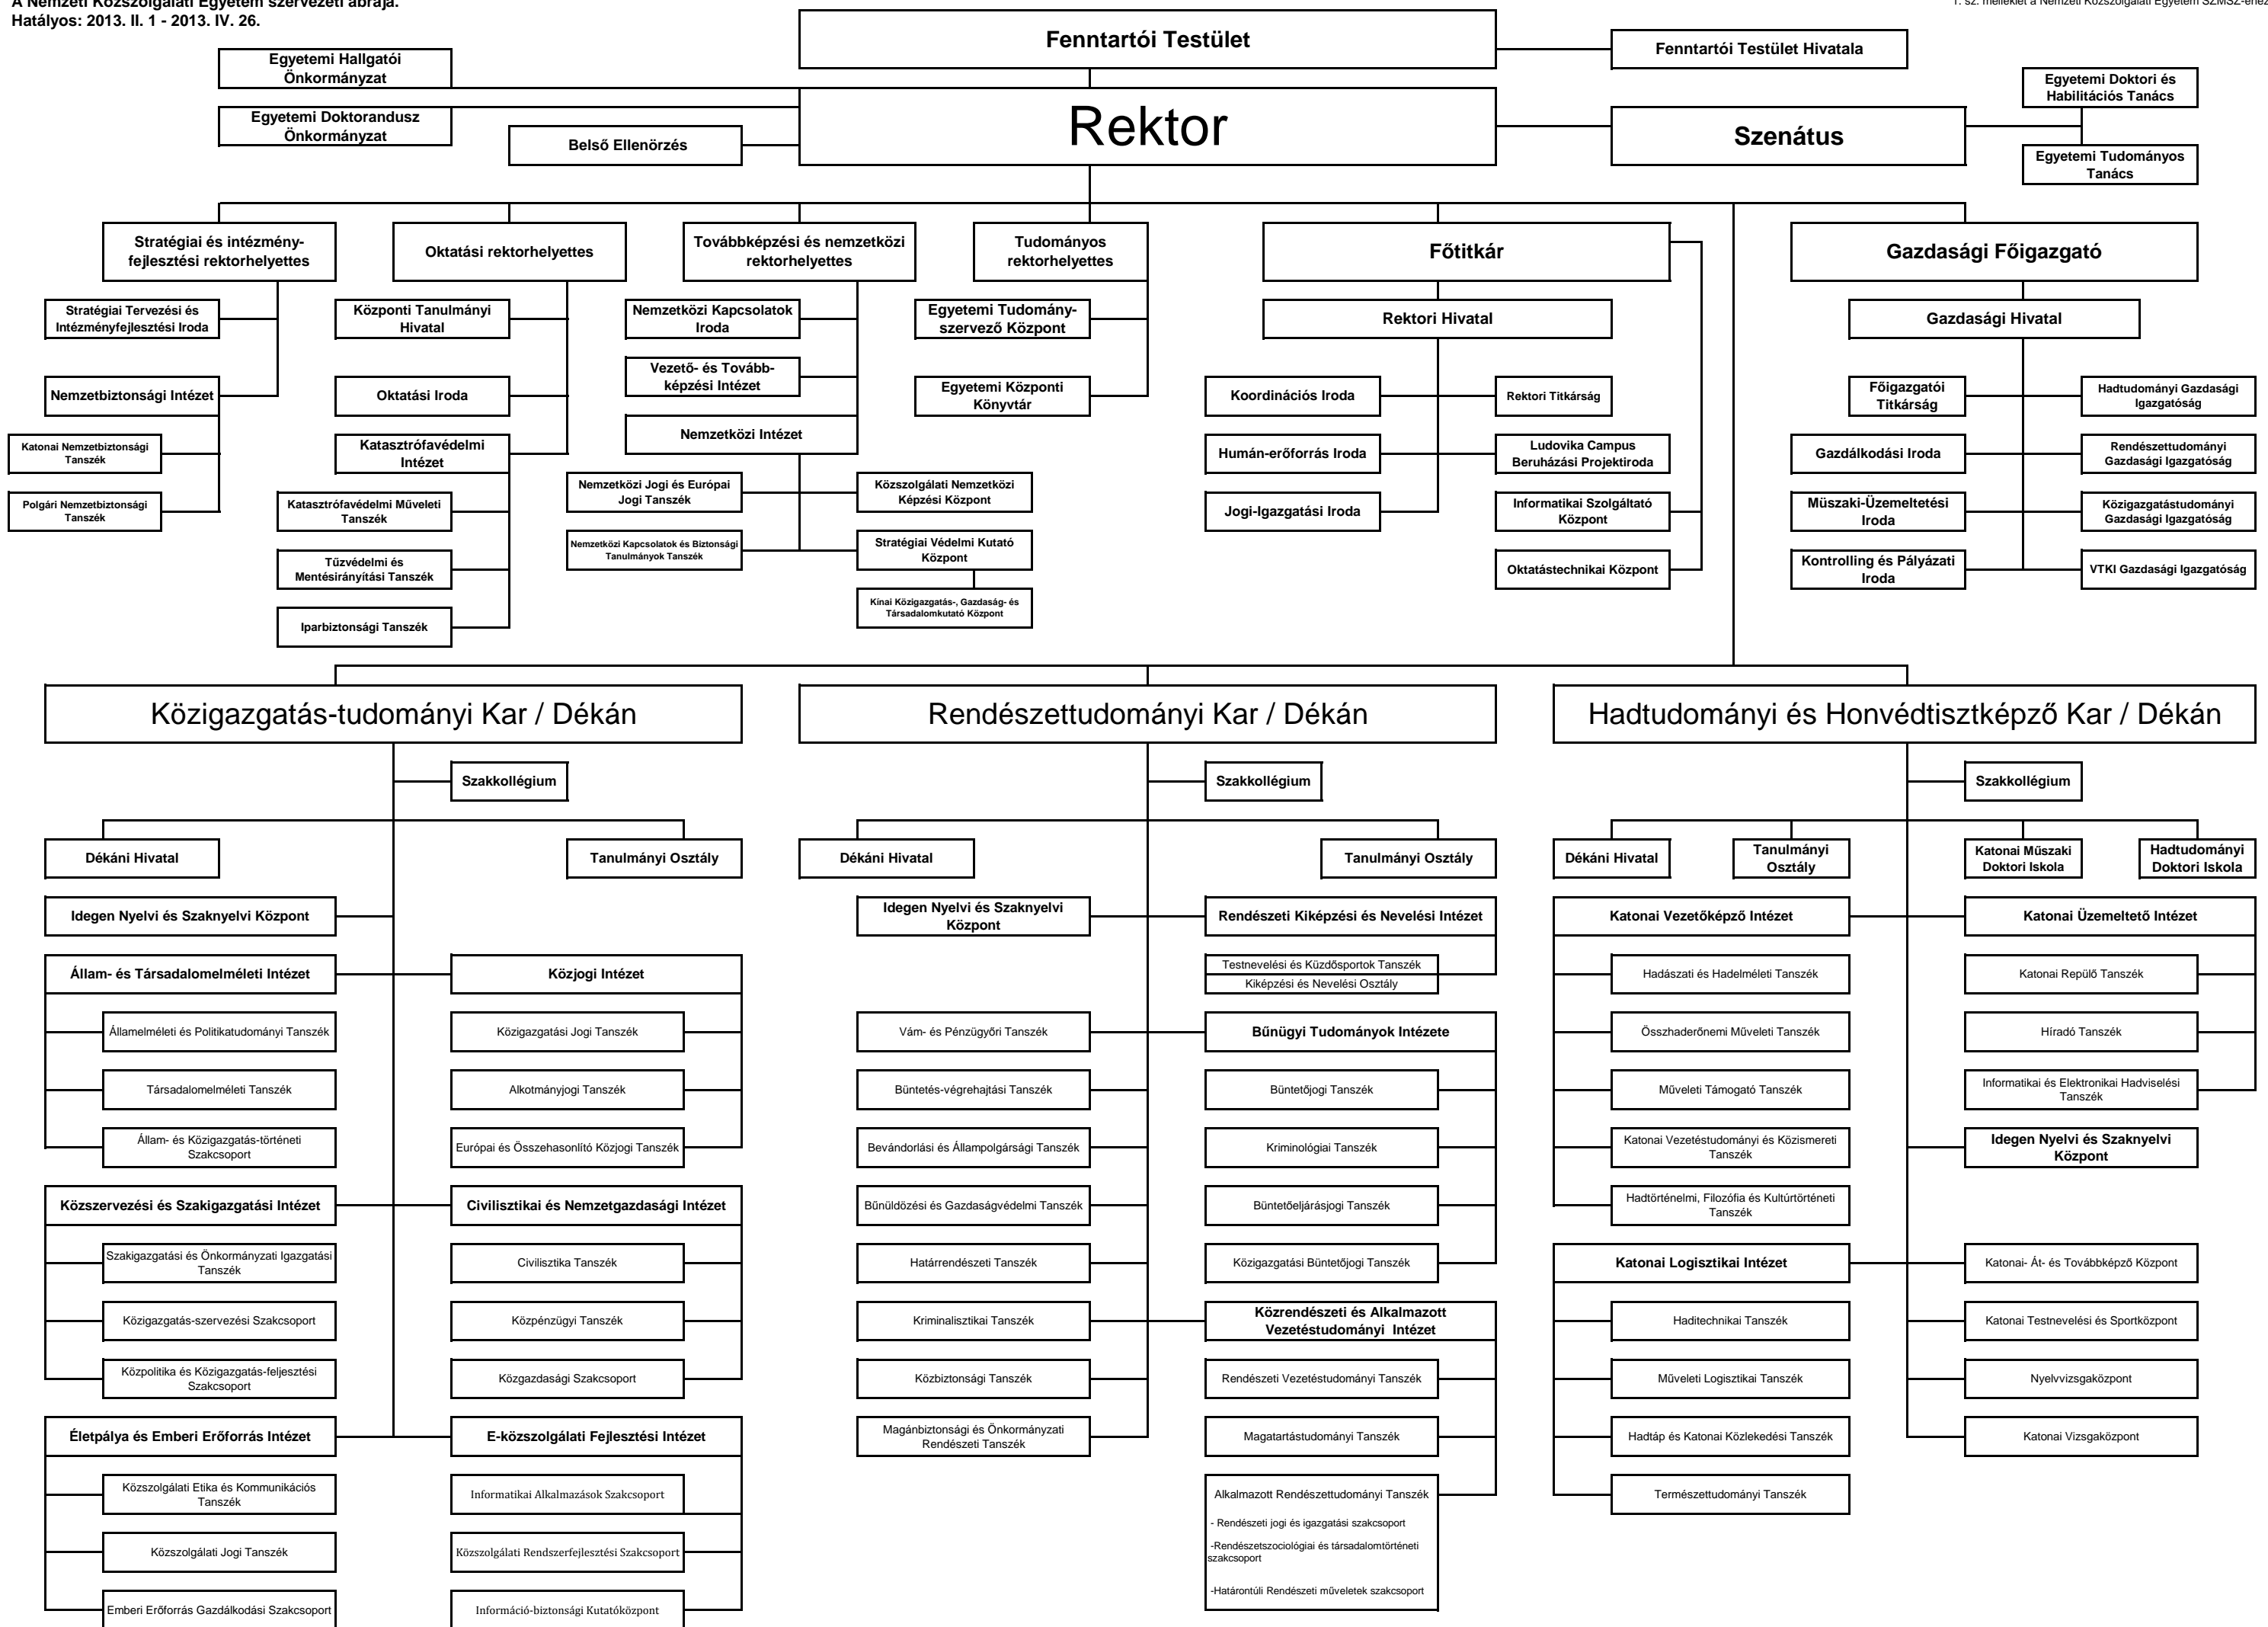 A Nemzeti Közszolgálati Egyetem szervezeti ábrája.
Hatályos: 2013. II. 1 - 2013. IV. 26.
1. sz. melléklet a Nemzeti Közszolgálati Egyetem SZMSZ-éhez
Fenntartói Testület
Fenntartói Testület Hivatala
Egyetemi Hallgatói
Önkormányzat
Egyetemi Doktorandusz
Önkormányzat
Belső Ellenörzés
Rektor
Szenátus
Egyetemi Doktori és
Habilitációs Tanács
Egyetemi Tudományos
Tanács
Stratégiai és intézmény-
fejlesztési rektorhelyettes
Oktatási rektorhelyettes
Továbbképzési és nemzetközi
rektorhelyettes
Tudományos
rektorhelyettes
Főtitkár
Gazdasági Főigazgató
Stratégiai Tervezési és
Intézményfejlesztési Iroda
Nemzetbiztonsági Intézet
Katonai Nemzetbiztonsági
Tanszék
Polgári Nemzetbiztonsági
Tanszék
Központi Tanulmányi
Hivatal
Oktatási Iroda
Katasztrófavédelmi
Intézet
Katasztrófavédelmi Műveleti
Tanszék
Tűzvédelmi és
Mentésirányítási Tanszék
Iparbiztonsági Tanszék
Nemzetközi Kapcsolatok
Iroda
Vezető- és Tovább-
képzési Intézet
Nemzetközi Intézet
Nemzetközi Jogi és Európai
Jogi Tanszék
Közszolgálati Nemzetközi
Képzési Központ
Nemzetközi Kapcsolatok és Biztonsági
Tanulmányok Tanszék
Stratégiai Védelmi Kutató
Központ
Kínai Közigazgatás-, Gazdaság- és
Társadalomkutató Központ
Egyetemi Tudomány-
szervező Központ
Egyetemi Központi
Könyvtár
Rektori Hivatal
Koordinációs Iroda
Rektori Titkárság
Humán-erőforrás Iroda
Ludovika Campus
Beruházási Projektiroda
Jogi-Igazgatási Iroda
Informatikai Szolgáltató
Központ
Oktatástechnikai Központ
Gazdasági Hivatal
Főigazgatói
Titkárság
Hadtudományi Gazdasági
Igazgatóság
Gazdálkodási Iroda
Rendészettudományi
Gazdasági Igazgatóság
Müszaki-Üzemeltetési
Iroda
Közigazgatástudományi
Gazdasági Igazgatóság
Kontrolling és Pályázati
Iroda
VTKI Gazdasági Igazgatóság
Közigazgatás-tudományi Kar / Dékán
Szakkollégium
Dékáni Hivatal
Tanulmányi Osztály
Idegen Nyelvi és Szaknyelvi Központ
Állam- és Társadalomelméleti Intézet
Államelméleti és Politikatudományi Tanszék
Társadalomelméleti Tanszék
Állam- és Közigazgatás-történeti
Szakcsoport
Közjogi Intézet
Közigazgatási Jogi Tanszék
Alkotmányjogi Tanszék
Európai és Összehasonlító Közjogi Tanszék
Közszervezési és Szakigazgatási Intézet
Szakigazgatási és Önkormányzati Igazgatási
Tanszék
Közigazgatás-szervezési Szakcsoport
Közpolitika és Közigazgatás-feljesztési
Szakcsoport
Civilisztikai és Nemzetgazdasági Intézet
Civilisztika Tanszék
Közpénzügyi Tanszék
Közgazdasági Szakcsoport
Életpálya és Emberi Erőforrás Intézet
Közszolgálati Etika és Kommunikációs
Tanszék
Közszolgálati Jogi Tanszék
Emberi Erőforrás Gazdálkodási Szakcsoport
E-közszolgálati Fejlesztési Intézet
Informatikai Alkalmazások Szakcsoport
Közszolgálati Rendszerfejlesztési Szakcsoport
Információ-biztonsági Kutatóközpont
Rendészettudományi Kar / Dékán
Szakkollégium
Dékáni Hivatal
Tanulmányi Osztály
Idegen Nyelvi és Szaknyelvi
Központ
Vám- és Pénzügyőri Tanszék
Büntetés-végrehajtási Tanszék
Bevándorlási és Állampolgársági Tanszék
Bűnüldözési és Gazdaságvédelmi Tanszék
Határrendészeti Tanszék
Kriminalisztikai Tanszék
Közbiztonsági Tanszék
Magánbiztonsági és Önkormányzati
Rendészeti Tanszék
Rendészeti Kiképzési és Nevelési Intézet
Testnevelési és Küzdősportok Tanszék
Kiképzési és Nevelési Osztály
Bűnügyi Tudományok Intézete
Büntetőjogi Tanszék
Kriminológiai Tanszék
Büntetőeljárásjogi Tanszék
Közigazgatási Büntetőjogi Tanszék
Közrendészeti és Alkalmazott
Vezetéstudományi Intézet
Rendészeti Vezetéstudományi Tanszék
Magatartástudományi Tanszék
Alkalmazott Rendészettudományi Tanszék
- Rendészeti jogi és igazgatási szakcsoport
-Rendészetszociológiai és társadalomtörténeti
szakcsoport
-Határontúli Rendészeti műveletek szakcsoport
Hadtudományi és Honvédtisztképző Kar / Dékán
Szakkollégium
Dékáni Hivatal
Tanulmányi
Osztály
Katonai Műszaki
Doktori Iskola
Hadtudományi
Doktori Iskola
Katonai Vezetőképző Intézet
Hadászati és Hadelméleti Tanszék
Összhaderőnemi Műveleti Tanszék
Műveleti Támogató Tanszék
Katonai Vezetéstudományi és Közismereti
Tanszék
Hadtörténelmi, Filozófia és Kultúrtörténeti
Tanszék
Katonai Logisztikai Intézet
Haditechnikai Tanszék
Műveleti Logisztikai Tanszék
Hadtáp és Katonai Közlekedési Tanszék
Természettudományi Tanszék
Katonai Üzemeltető Intézet
Katonai Repülő Tanszék
Híradó Tanszék
Informatikai és Elektronikai Hadviselési
Tanszék
Idegen Nyelvi és Szaknyelvi
Központ
Katonai- Át- és Továbbképző Központ
Katonai Testnevelési és Sportközpont
Nyelvvizsgaközpont
Katonai Vizsgaközpont